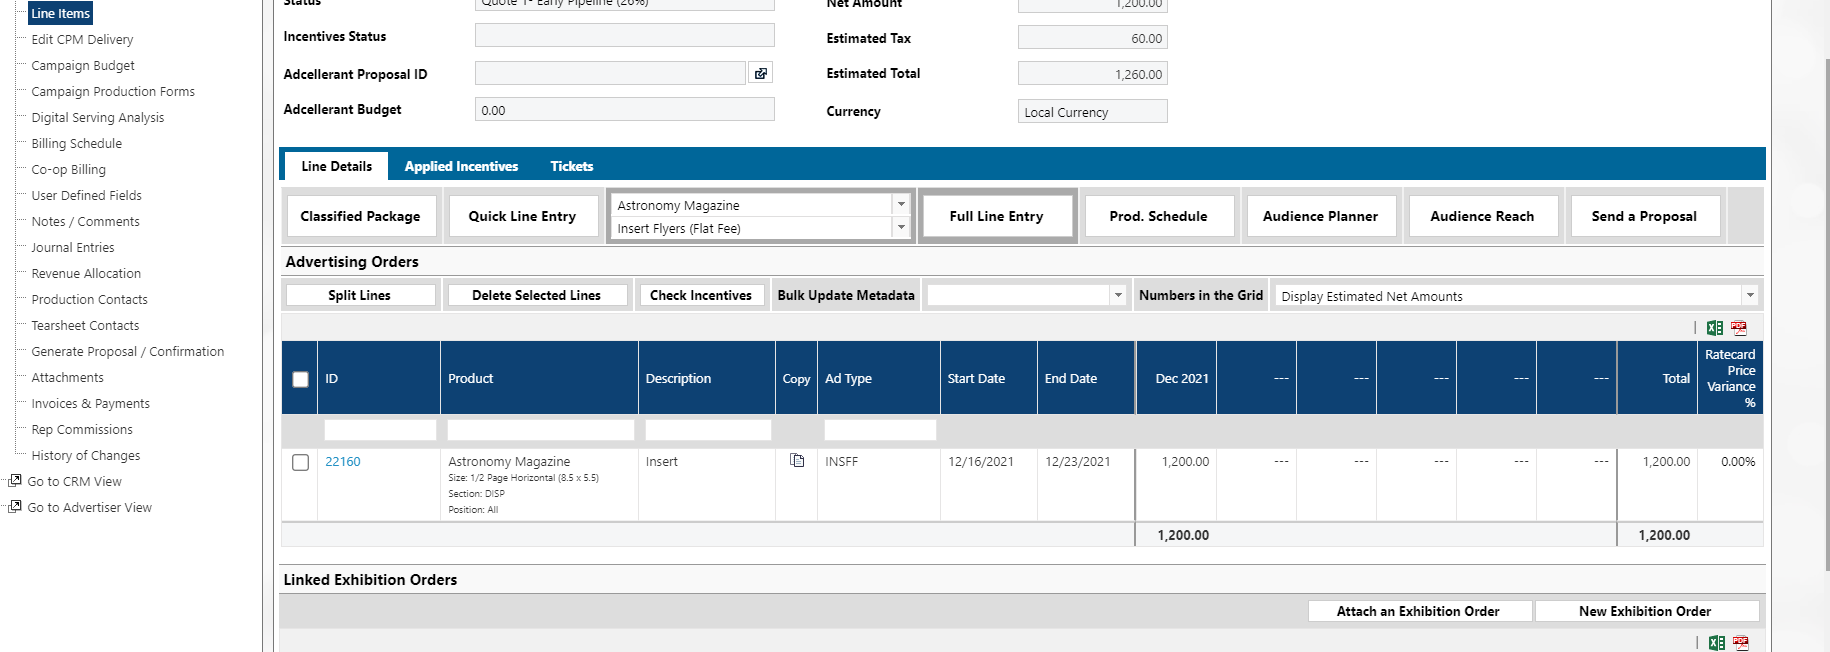 Line Items
Edit CPM Delivery
Campaign Budget
Campaign Production Forms
Digital Serving Analysis
Billing Schedule
Co-op Billing
User Defined Fields
Notes / Comments
Journal Entries
Revenue Allocation
Production Contacts
Tearsheet Contacts
Generate Proposal / Confirmation
Attachments
Invoices & Payments
Rep Commissions
History of Changes
Go to CRM View
Go to Advertiser View
Status Quote 1- Early Pipeline (26%)
Incentives Status
Adcellerant Proposal ID
Adcellerant Budget 0.00
Net Amount 1,200.00
Estimated Tax 60.00
Estimated Total 1,260.00
Currency Local Currency
Line Details Applied Incentives Tickets
Classified Package Quick Line Entry
Astronomy Magazine
Insert Flyers (Flat Fee)
Full Line Entry Prod. Schedule Audience Planner Audience Reach Send a Proposal
Advertising Orders
Split Lines Delete Selected Lines Check Incentives Bulk Update Metadata Numbers in the Grid Display Estimated Net Amounts
PDF
ID Product Description Copy Ad Type Start Date End Date Dec 2021 --- --- --- --- --- Total
Ratecard
Price
Variance
%
22160 Astronomy Magazine Insert INSFF 12/16/2021 12/23/2021 1,200.00 --- --- --- --- --- 1,200.00 0.00%
Size: 1/2 Page Horizontal (8.5 x 5.5)
Section: DISP
Position: All
1,200.00 1,200.00
Linked Exhibition Orders
Attach an Exhibition Order New Exhibition Order
PDF